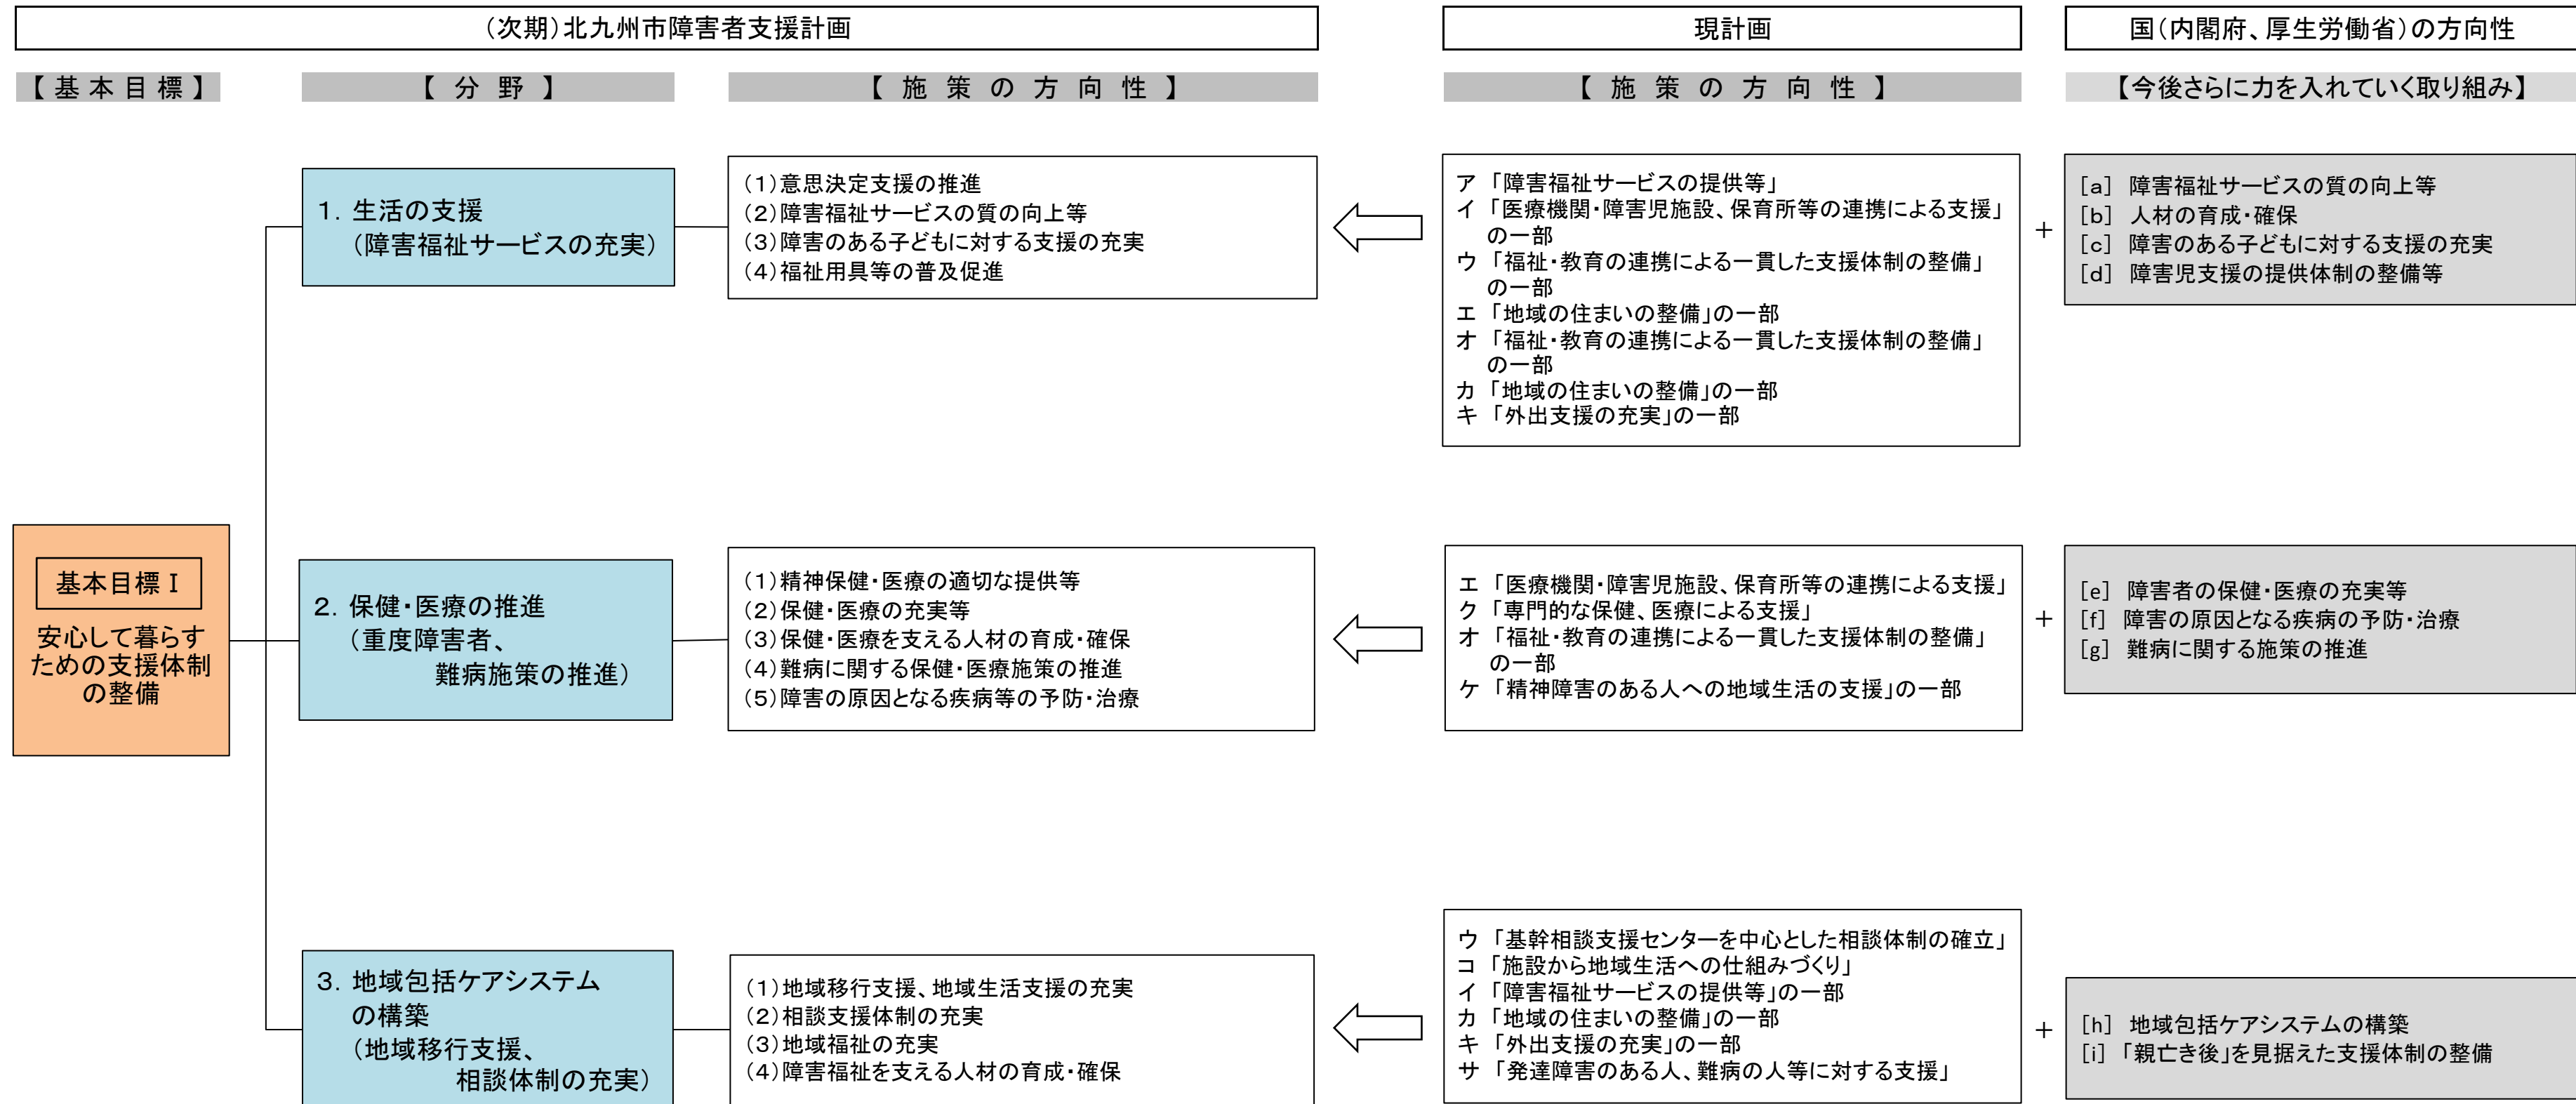 (次期)北九州市障害者支援計画
現計画
国(内閣府、厚生労働省)の方向性
【基本目標】
【分野】
【施策の方向性】
【施策の方向性】
【今後さらに力を入れていく取り組み】
基本目標Ⅰ
安心して暮らす
ための支援体制
の整備
1. 生活の支援
(障害福祉サービスの充実)
(1)意思決定支援の推進
(2)障害福祉サービスの質の向上等
(3)障害のある子どもに対する支援の充実
(4)福祉用具等の普及促進
ア 「障害福祉サービスの提供等」
イ 「医療機関・障害児施設、保育所等の連携による支援」
の一部
ウ 「福祉・教育の連携による一貫した支援体制の整備」
の一部
エ 「地域の住まいの整備」の一部
オ 「福祉・教育の連携による一貫した支援体制の整備」
の一部
カ 「地域の住まいの整備」の一部
キ 「外出支援の充実」の一部
+
[a] 障害福祉サービスの質の向上等
[b] 人材の育成・確保
[c] 障害のある子どもに対する支援の充実
[d] 障害児支援の提供体制の整備等
2. 保健・医療の推進
(重度障害者、
難病施策の推進)
(1)精神保健・医療の適切な提供等
(2)保健・医療の充実等
(3)保健・医療を支える人材の育成・確保
(4)難病に関する保健・医療施策の推進
(5)障害の原因となる疾病等の予防・治療
エ 「医療機関・障害児施設、保育所等の連携による支援」
ク 「専門的な保健、医療による支援」
オ 「福祉・教育の連携による一貫した支援体制の整備」
の一部
ケ 「精神障害のある人への地域生活の支援」の一部
+
[e] 障害者の保健・医療の充実等
[f] 障害の原因となる疾病の予防・治療
[g] 難病に関する施策の推進
3. 地域包括ケアシステム
の構築
(地域移行支援、
相談体制の充実)
(1)地域移行支援、地域生活支援の充実
(2)相談支援体制の充実
(3)地域福祉の充実
(4)障害福祉を支える人材の育成・確保
ウ 「基幹相談支援センターを中心とした相談体制の確立」
コ 「施設から地域生活への仕組みづくり」
イ 「障害福祉サービスの提供等」の一部
カ 「地域の住まいの整備」の一部
キ 「外出支援の充実」の一部
サ 「発達障害のある人、難病の人等に対する支援」
+
[h] 地域包括ケアシステムの構築
[i] 「親亡き後」を見据えた支援体制の整備